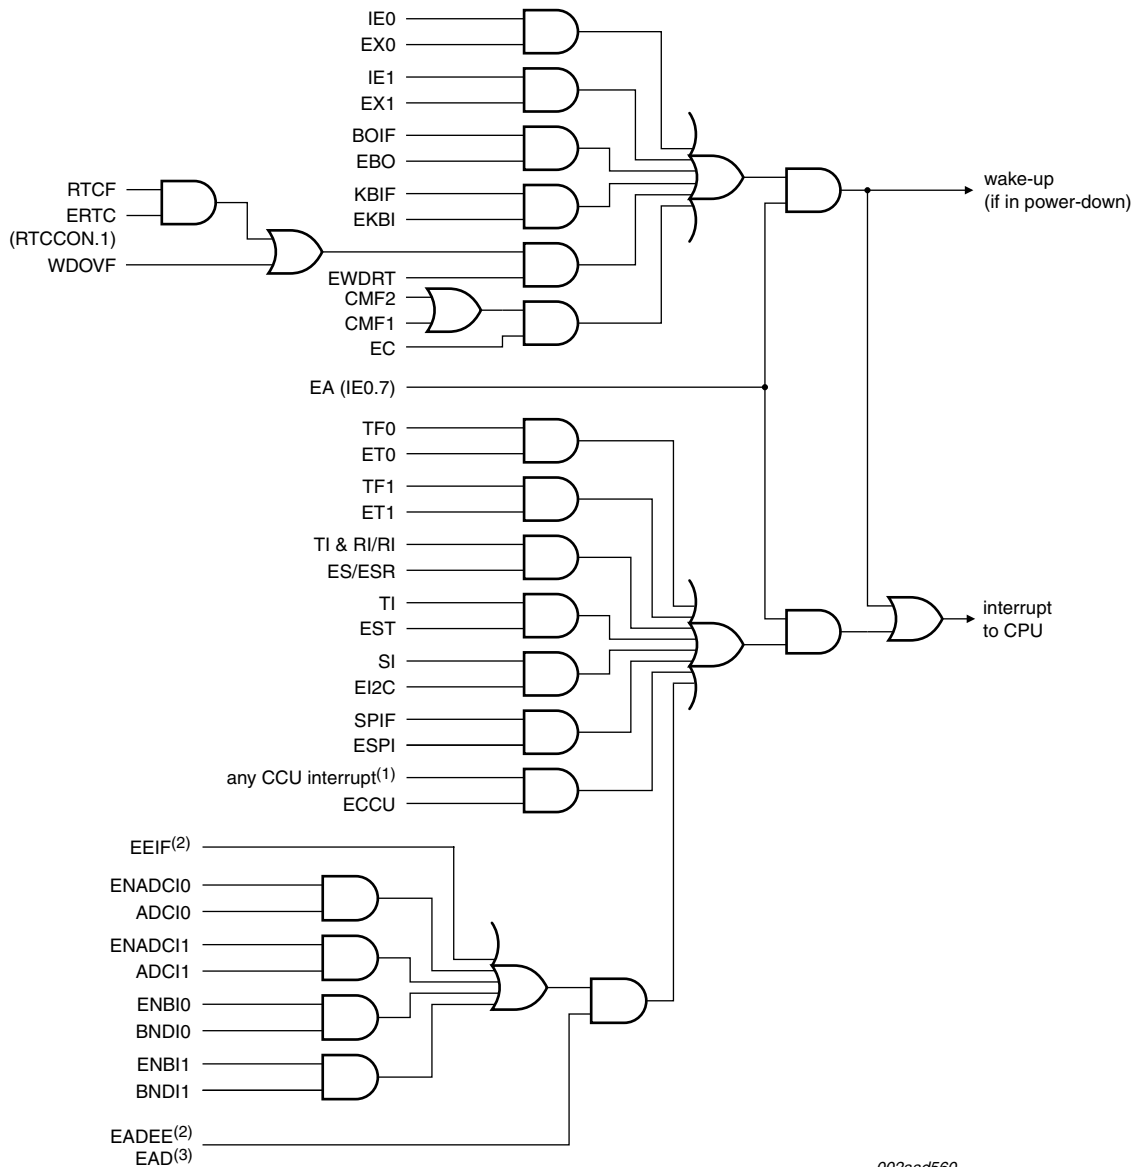 IE0
EX0
IE1
EX1
BOIF
EBO
KBIF
EKBI
RTCF
ERTC
(RTCCON.1)
WDOVF
EWDRT
CMF2
CMF1
EC
wake-up
(if in power-down)
EA (IE0.7)
TF0
ET0
TF1
ET1
TI & RI/RI
ES/ESR
TI
EST
SI
EI2C
SPIF
ESPI
any CCU interrupt(1)
ECCU
interrupt
to CPU
EEIF(2)
ENADCI0
ADCI0
ENADCI1
ADCI1
ENBI0
BNDI0
ENBI1
BNDI1
EADEE(2)
EAD(3)